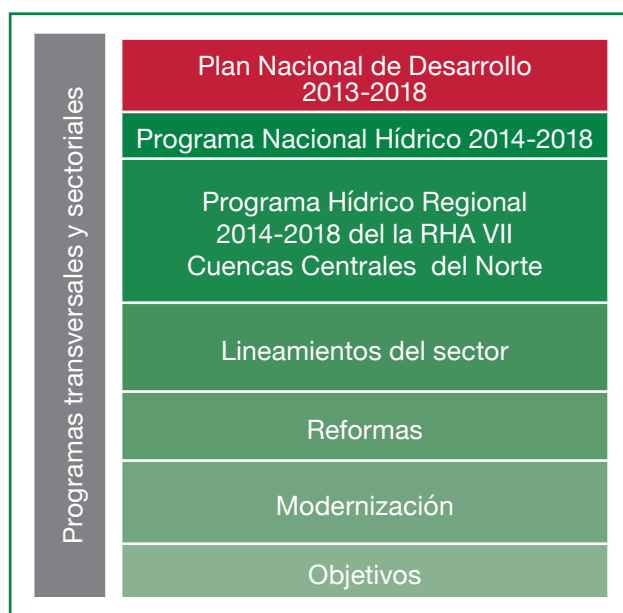 Programas transversales y sectoriales
Plan Nacional de Desarrollo
2013-2018
Programa Nacional Hídrico 2014-2018
Programa Hídrico Regional
2014-2018 del la RHA VII
Cuencas Centrales del Norte
Lineamientos del sector
Reformas
Modernización
Objetivos